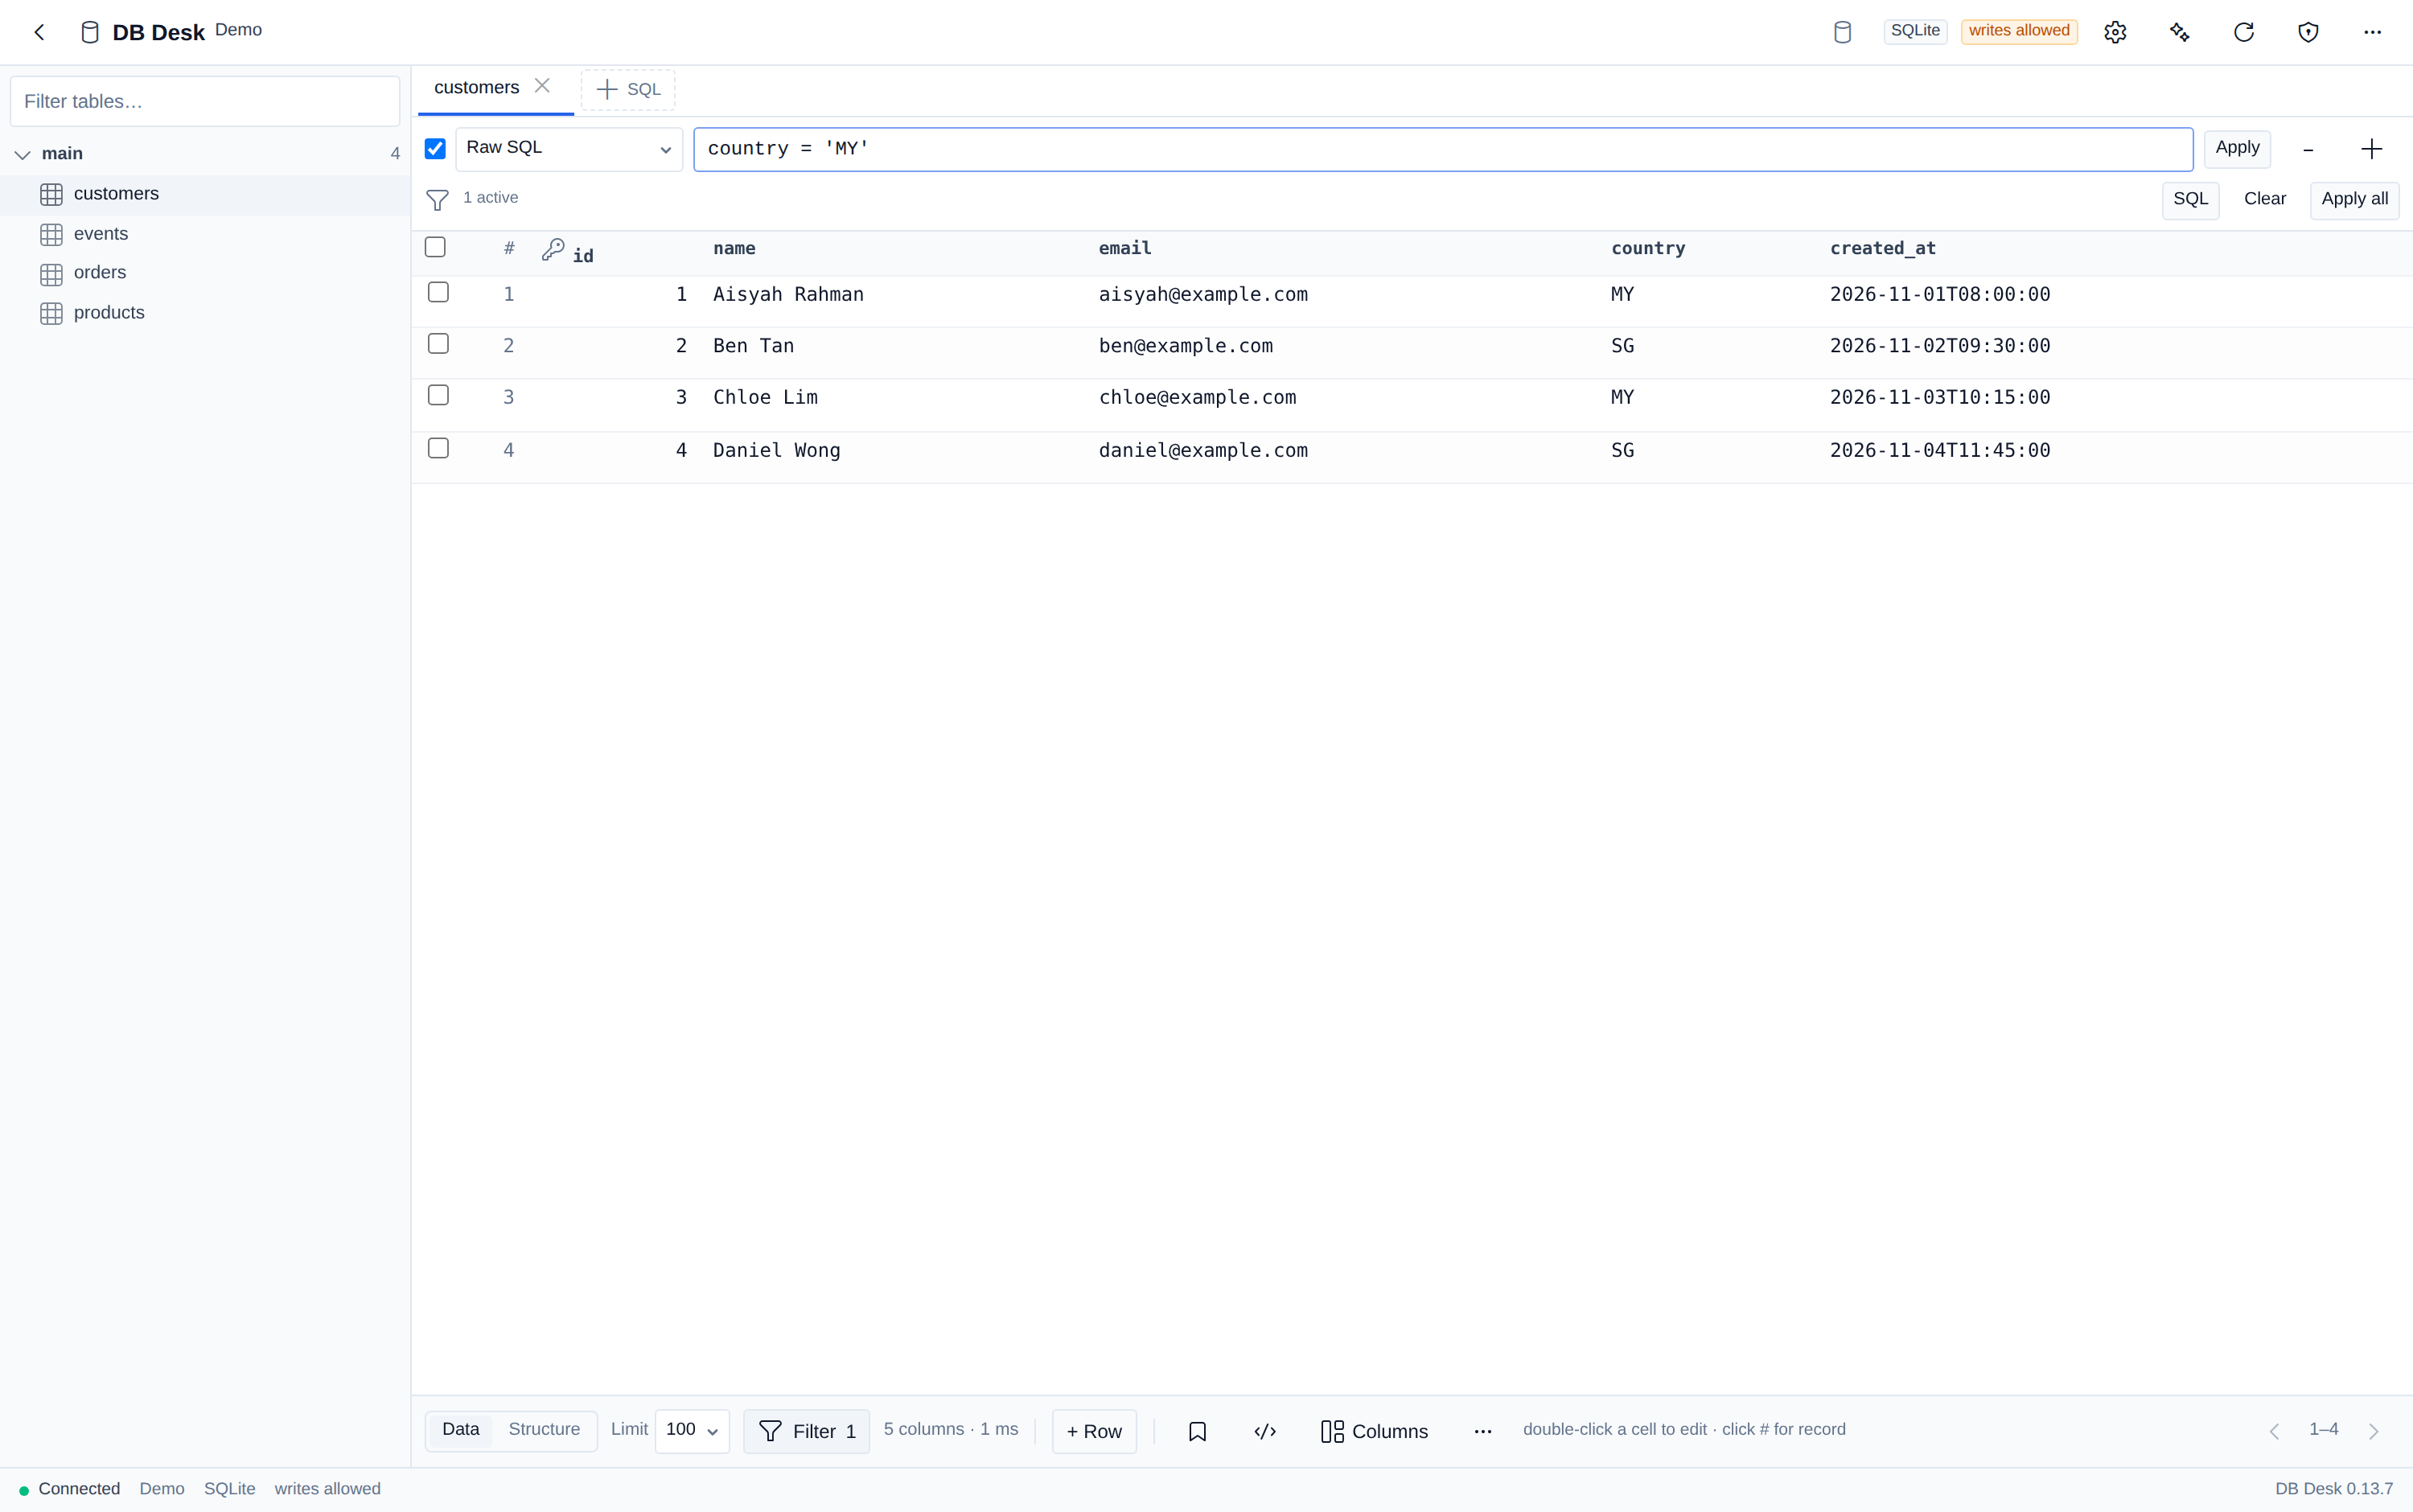 DB Desk Demo SQLite writes allowed
Filter tables…
main 4
customers
events
orders
products
customers SQL
Raw SQL country = 'MY' Apply – +
1 active SQL Clear Apply all
# id name email country created_at
1 1 Aisyah Rahman aisyah@example.com MY 2026-11-01T08:00:00
2 2 Ben Tan ben@example.com SG 2026-11-02T09:30:00
3 3 Chloe Lim chloe@example.com MY 2026-11-03T10:15:00
4 4 Daniel Wong daniel@example.com SG 2026-11-04T11:45:00
Data Structure Limit 100 Filter 1 5 columns · 1 ms + Row Columns double-click a cell to edit · click # for record 1–4
Connected Demo SQLite writes allowed DB Desk 0.13.7